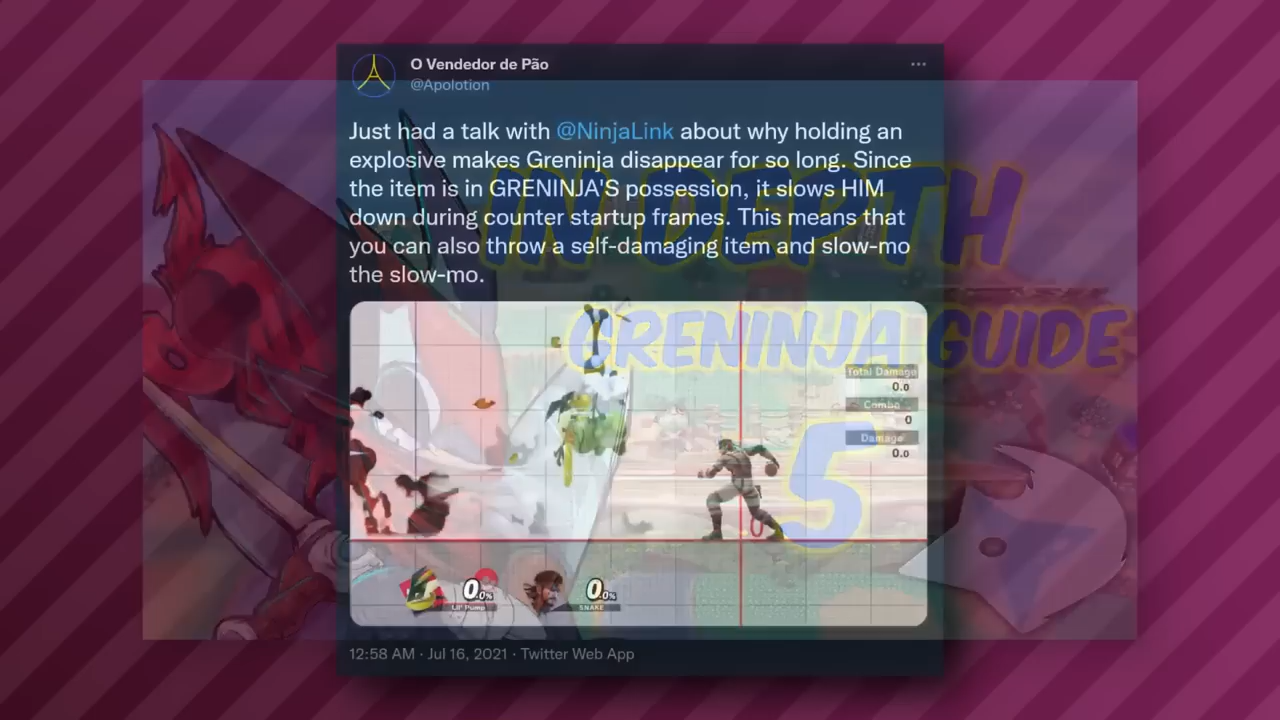 O Vendedor de Pão
@Apolotion
Just had a talk with @NinjaLink about why holding an
explosive makes Greninja disappear for so long. Since
the item is in GRENINJA'S possession, it slows HIM
down during counter startup frames. This means that
you can also throw a self-damaging item and slow-mo
the slow-mo.
IN DEPTH
GRENINJA GUIDE
5
Total Damage
0.0
Combo
0
Damage
0.0
0.0%
Lil' Pump
0.0%
SNAKE
12:58 AM · Jul 16, 2021 · Twitter Web App